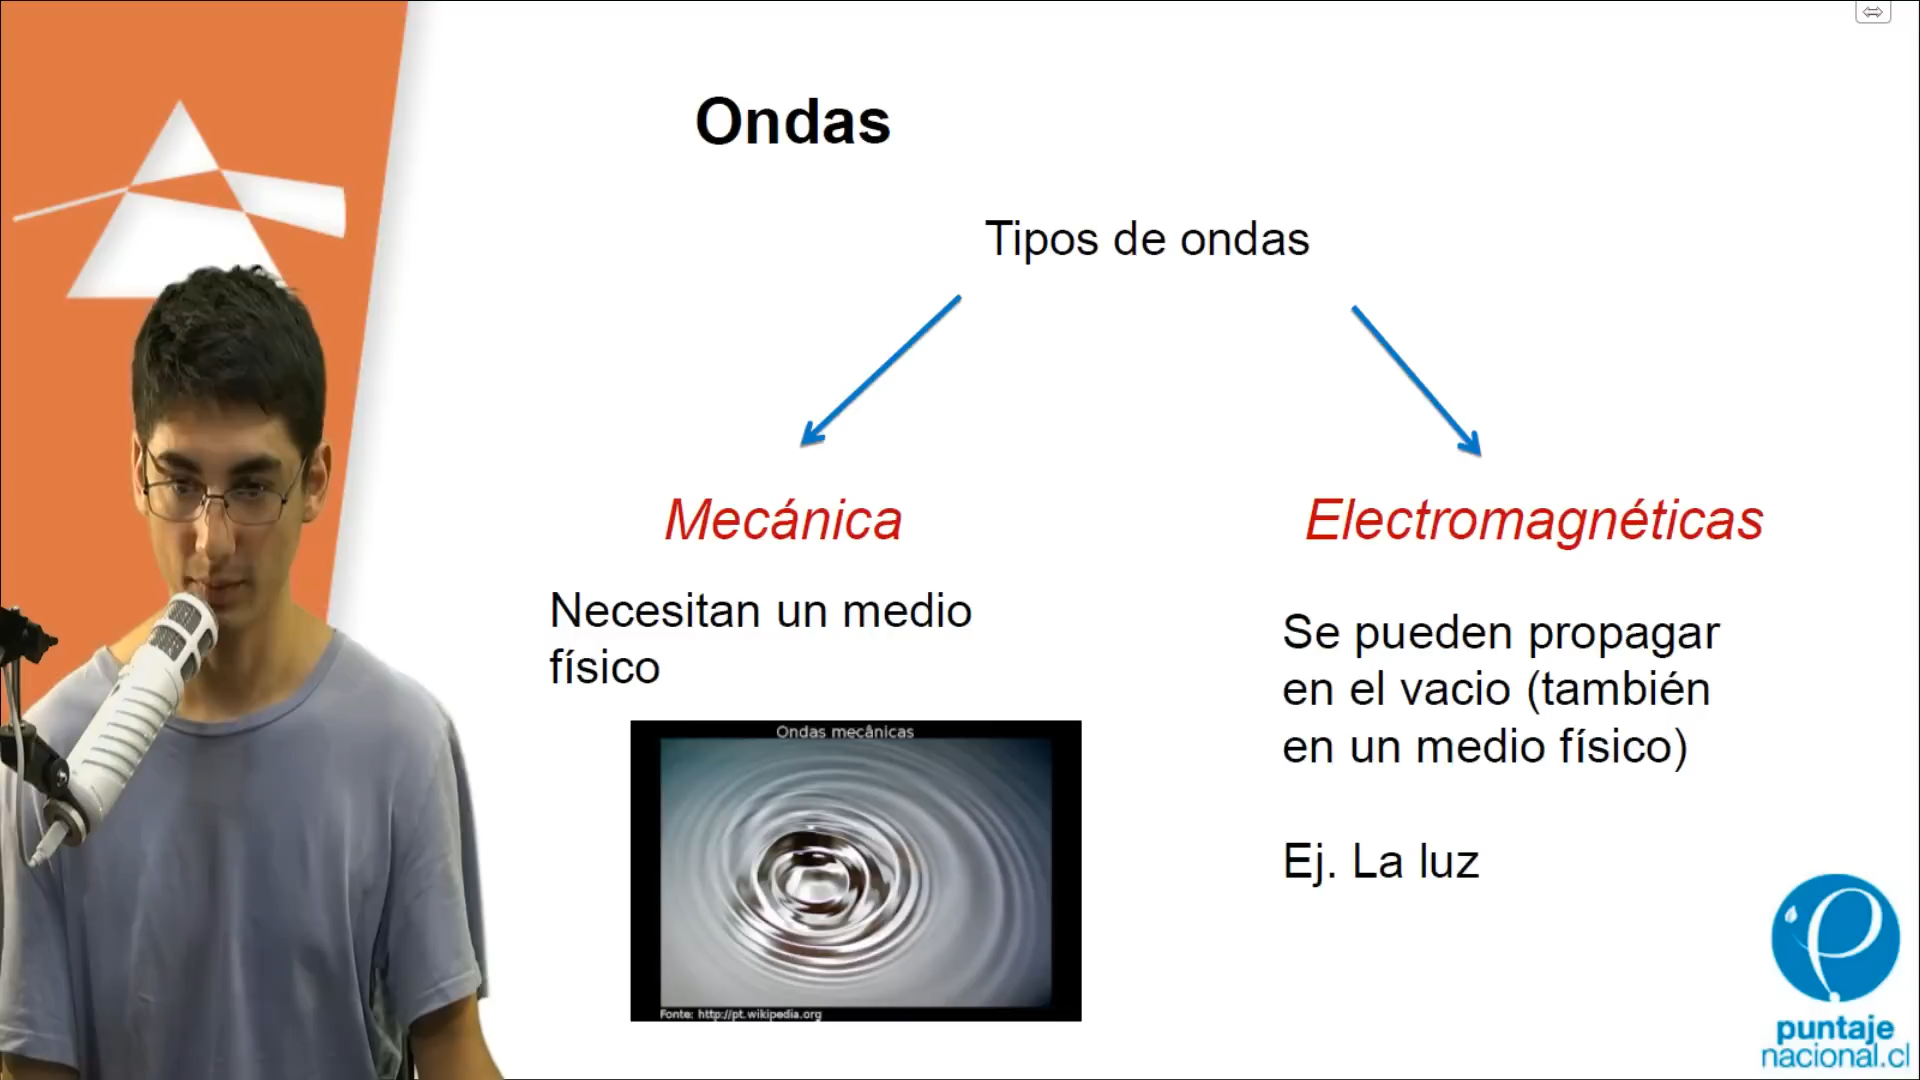 Ondas
Tipos de ondas
Mecánica
Necesitan un medio
físico
Ondas mecânicas
Fonte: http://pt.wikipedia.org
Electromagnéticas
Se pueden propagar
en el vacio (también
en un medio físico)
Ej. La luz
puntaje
nacional.cl